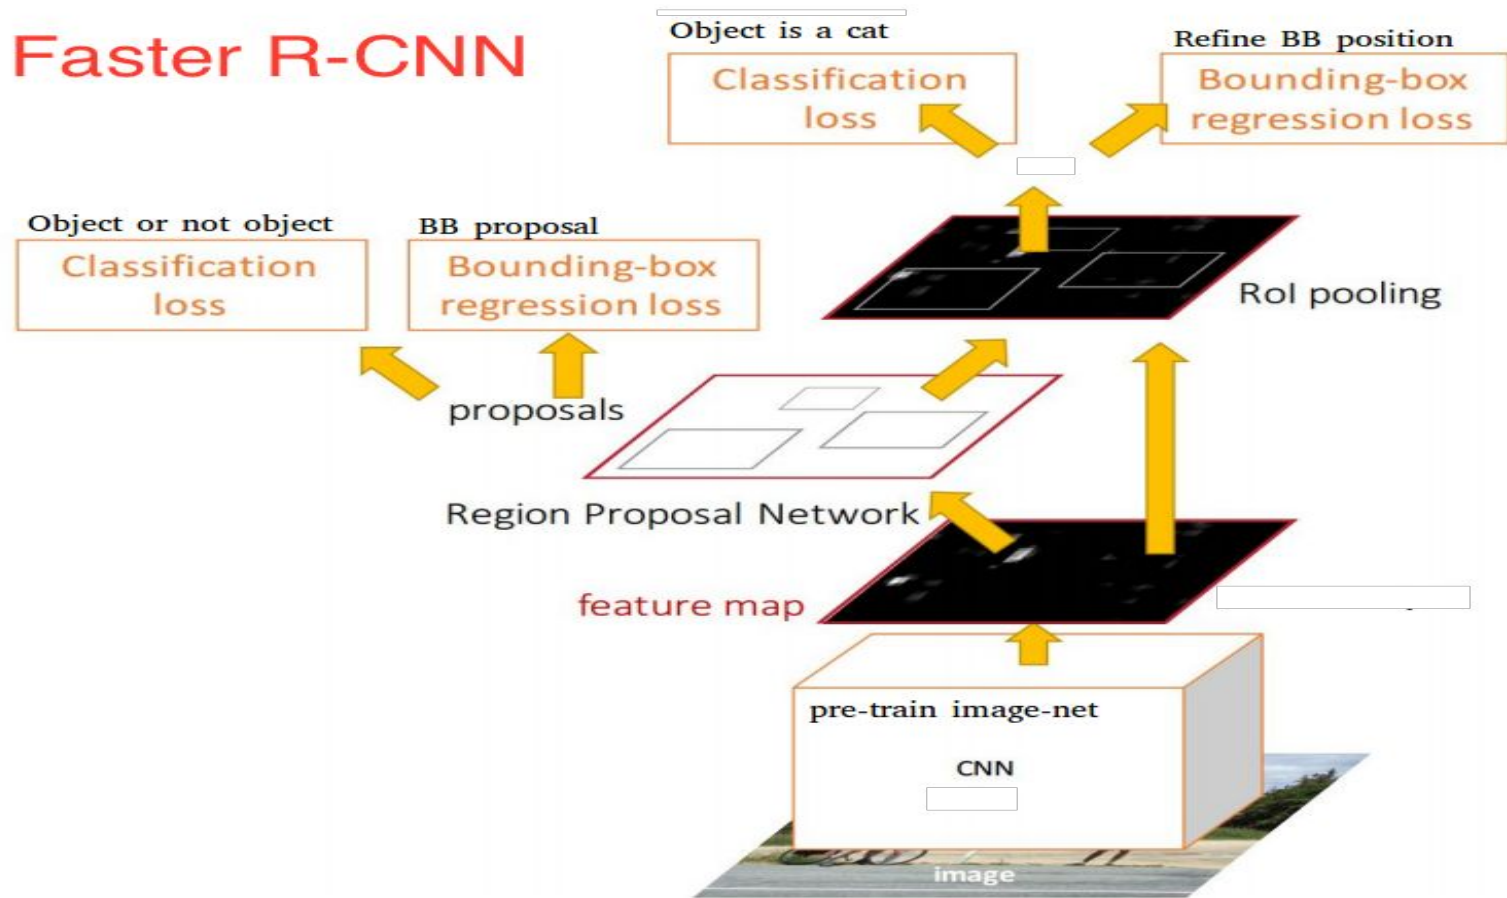 Faster R-CNN
Object is a cat
Classification
loss
Refine BB position
Bounding-box
regression loss
Object or not object
Classification
loss
BB proposal
Bounding-box
regression loss
RoI pooling
proposals
Region Proposal Network
feature map
pre-train image-net
CNN
image